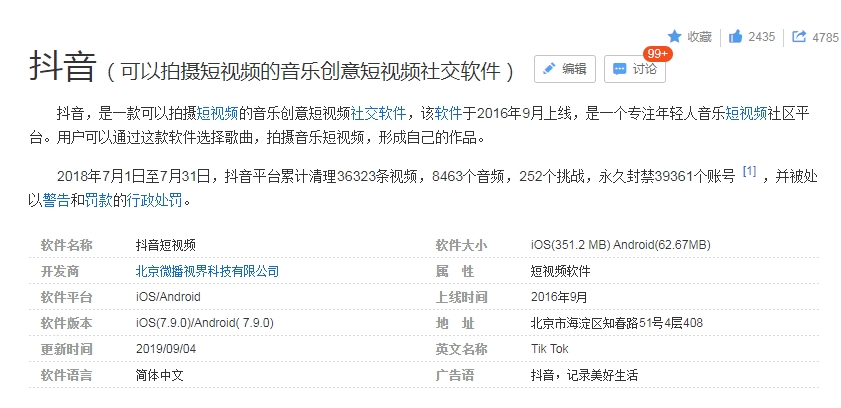 收藏 2435 4785
抖音（可以拍摄短视频的音乐创意短视频社交软件） 编辑 讨论 99+
抖音，是一款可以拍摄短视频的音乐创意短视频社交软件，该软件于2016年9月上线，是一个专注年轻人音乐短视频社区平
台。用户可以通过这款软件选择歌曲，拍摄音乐短视频，形成自己的作品。
2018年7月1日至7月31日，抖音平台累计清理36323条视频，8463个音频，252个挑战，永久封禁39361个账号 [1] ，并被处
以警告和罚款的行政处罚。
软件名称 抖音短视频 软件大小 iOS(351.2 MB) Android(62.67MB)
开发商 北京微播视界科技有限公司 属 性 短视频软件
软件平台 iOS/Android 上线时间 2016年9月
软件版本 iOS(7.9.0)/Android( 7.9.0) 地 址 北京市海淀区知春路51号4层408
更新时间 2019/09/04 英文名称 Tik Tok
软件语言 简体中文 广告语 抖音，记录美好生活